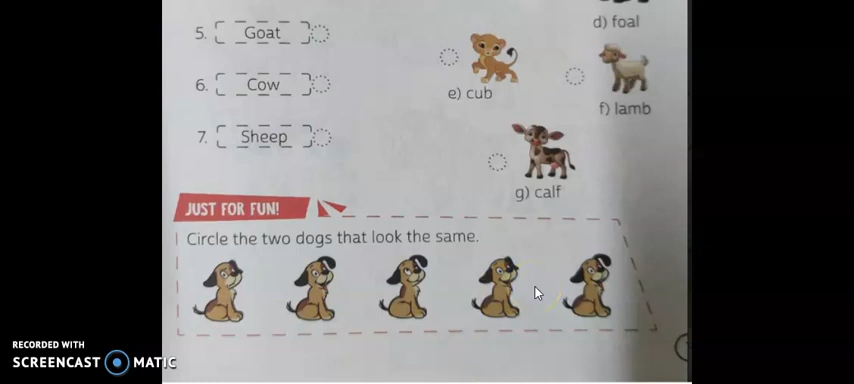 d) foal
5. Goat
e) cub
6. Cow
f) lamb
7. Sheep
g) calf
JUST FOR FUN!
Circle the two dogs that look the same.
RECORDED WITH
SCREENCAST MATIC